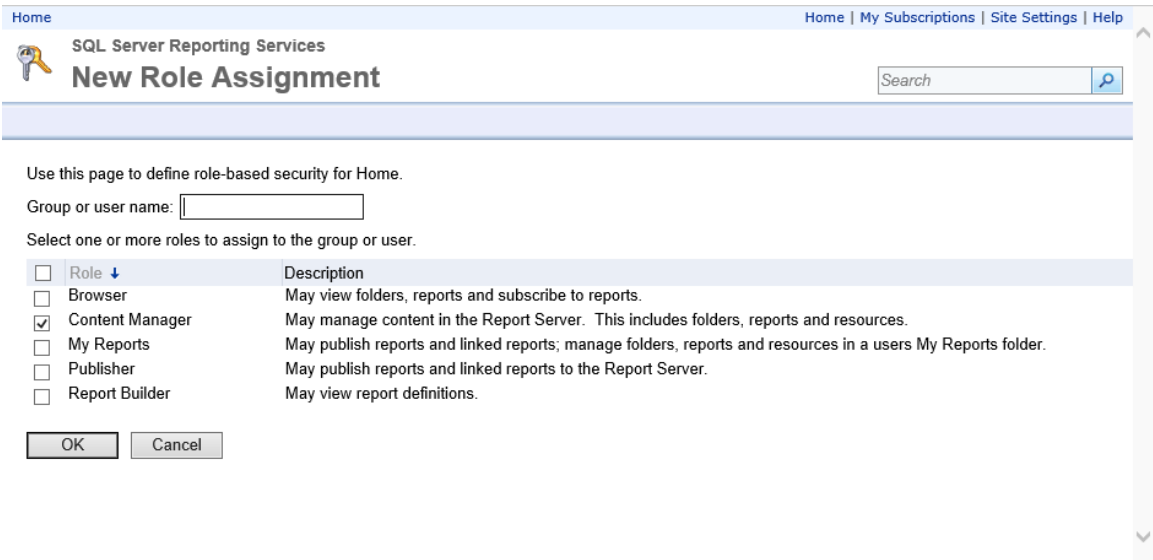 Home
Home | My Subscriptions | Site Settings | Help
SQL Server Reporting Services
New Role Assignment
Search
Use this page to define role-based security for Home.
Group or user name:
Select one or more roles to assign to the group or user.
Role Description
Browser May view folders, reports and subscribe to reports.
Content Manager May manage content in the Report Server. This includes folders, reports and resources.
My Reports May publish reports and linked reports; manage folders, reports and resources in a users My Reports folder.
Publisher May publish reports and linked reports to the Report Server.
Report Builder May view report definitions.
OK Cancel